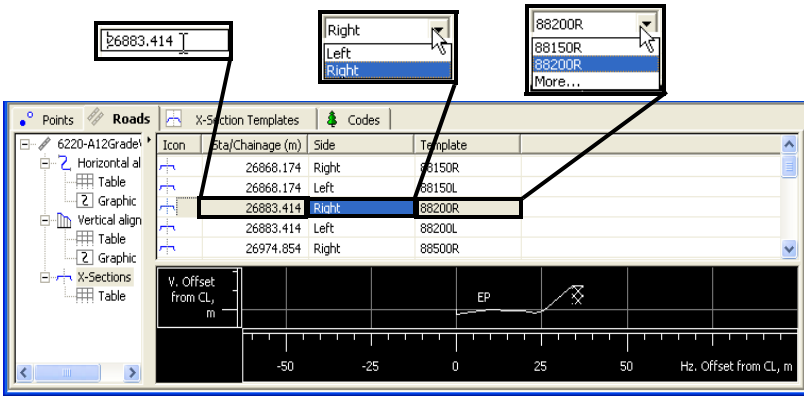 26883.414
Right
Left
Right
88200R
88150R
88200R
More...
Points Roads X-Section Templates Codes
6220-A12Grade\
Horizontal al
Table
Graphic
Vertical align
Table
Graphic
X-Sections
Table
Icon Sta/Chainage (m) Side Template
26868.174 Right 88150R
26868.174 Left 88150L
26883.414 Right 88200R
26883.414 Left 88200L
26974.854 Right 88500R
V. Offset
from CL,
m
EP
-50 -25 0 25 50 Hz. Offset from CL, m